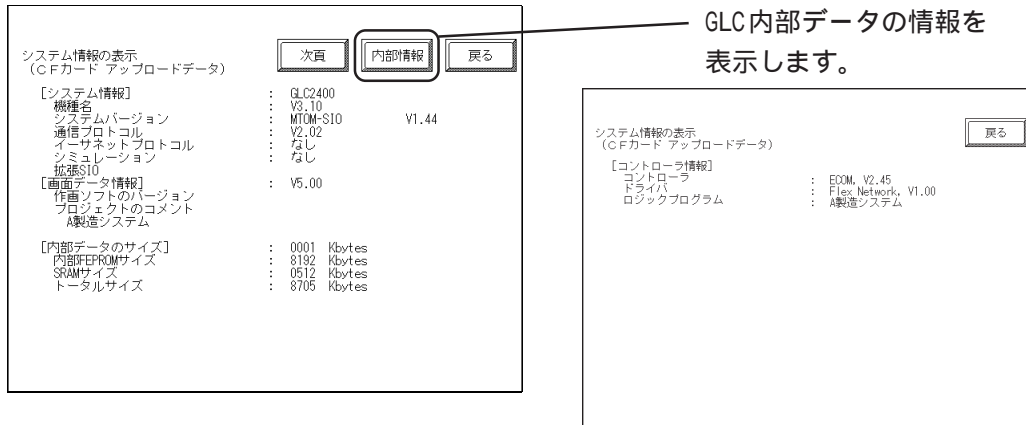 GLC内部データの情報を
表示します。
システム情報の表示
(CFカード アップロードデータ)
次頁 内部情報 戻る
[システム情報] : GLC2400
機種名 : V3.10
システムバージョン : MTOM-SIO V1.44
通信プロトコル : V2.02
イーサネットプロトコル : なし
シミュレーション : なし
拡張SIO
[画面データ情報] : V5.00
作画ソフトのバージョン
プロジェクトのコメント
A製造システム
[内部データのサイズ] : 0001 Kbytes
内部FEPROMサイズ : 8192 Kbytes
SRAMサイズ : 0512 Kbytes
トータルサイズ : 8705 Kbytes
システム情報の表示
(CFカード アップロードデータ)
戻る
[コントローラ情報]
コントローラ : ECOM, V2.45
ドライバ : Flex Network, V1.00
ロジックプログラム : A製造システム